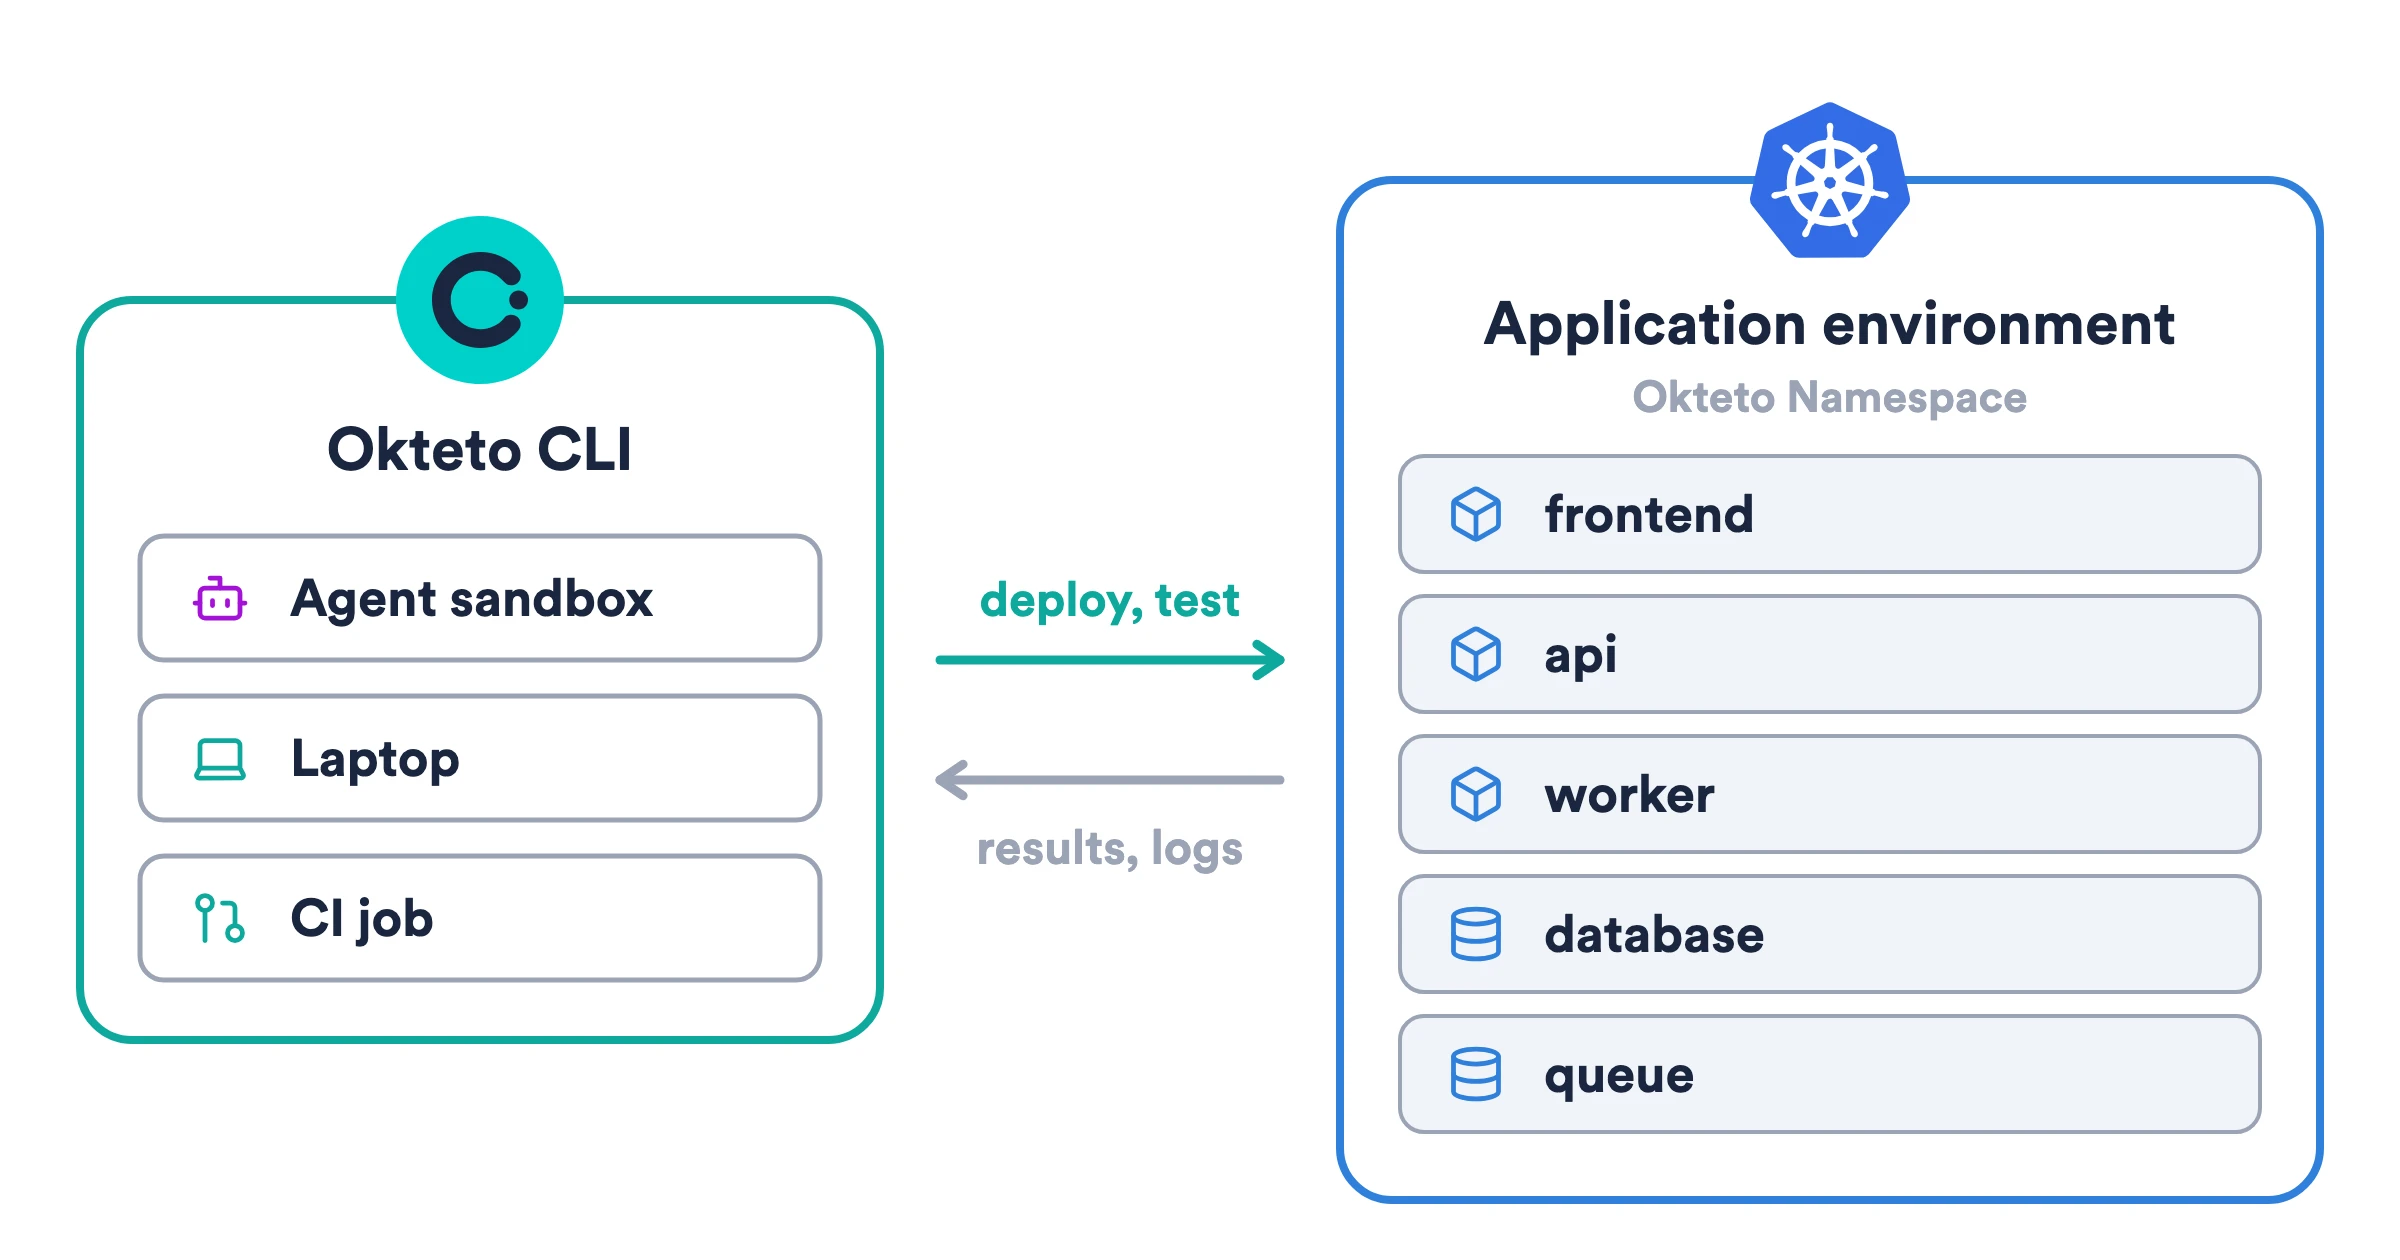 Okteto CLI
Agent sandbox
Laptop
CI job
deploy, test
results, logs
Application environment
Okteto Namespace
frontend
api
worker
database
queue